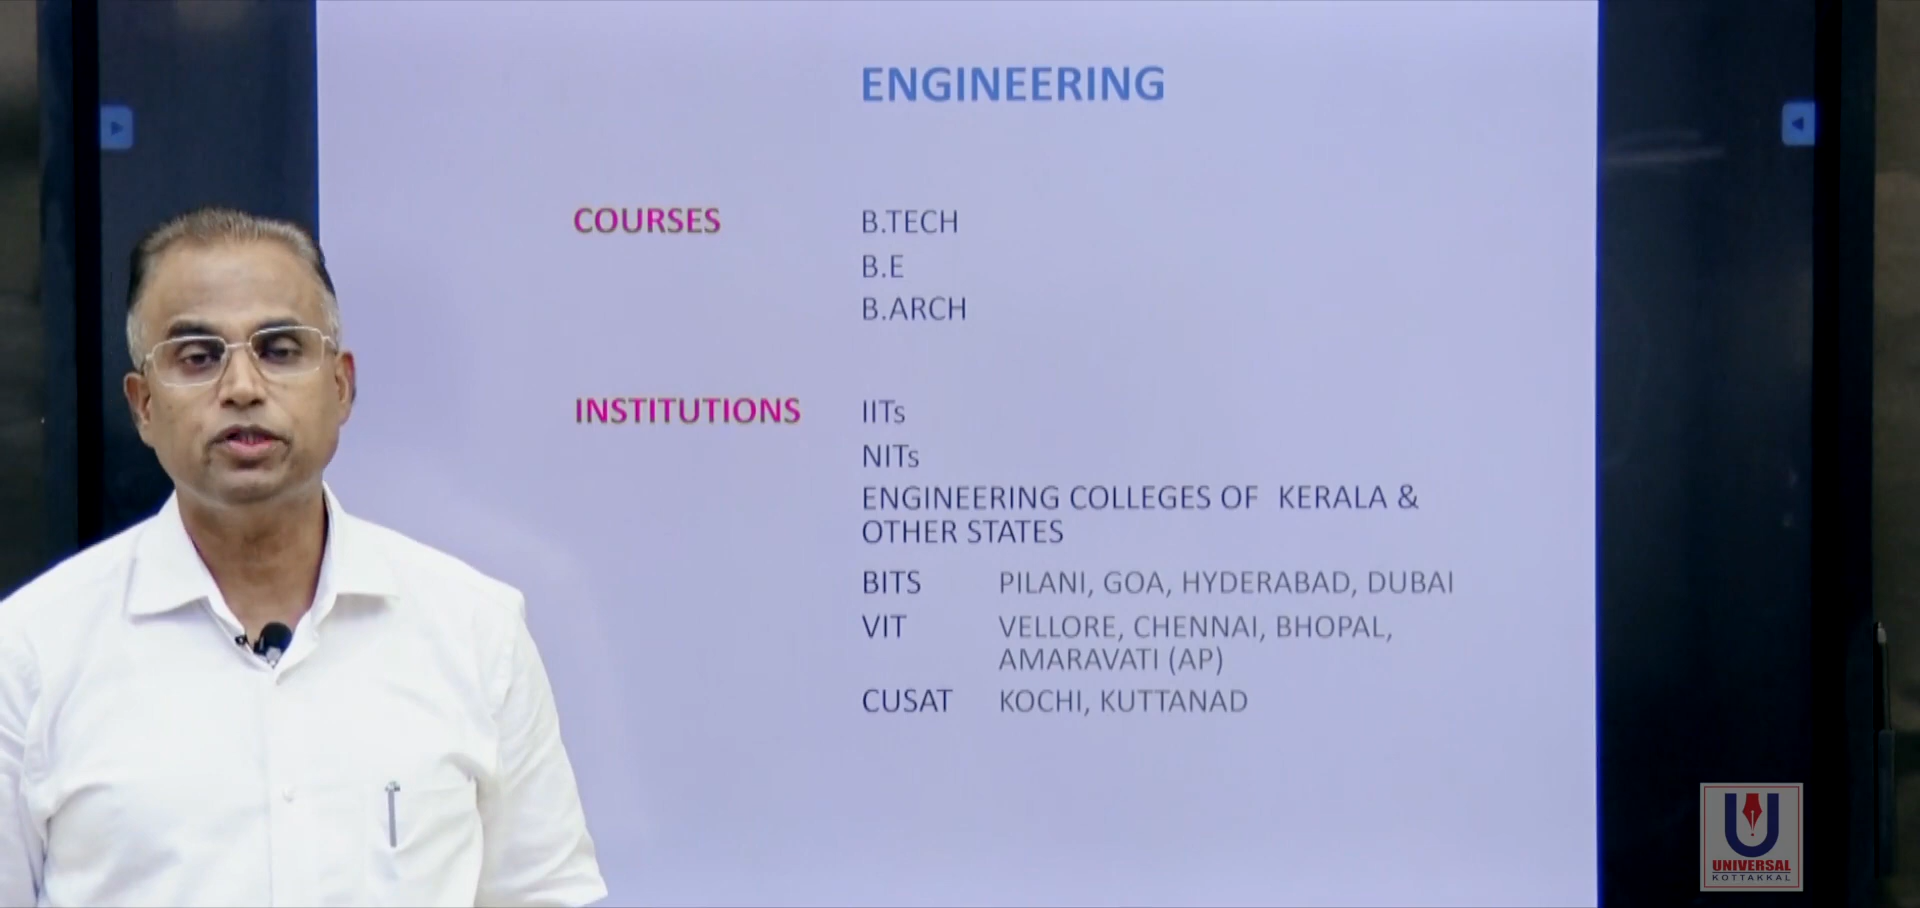 ENGINEERING
COURSES B.TECH
B.E
B.ARCH
INSTITUTIONS IITs
NITs
ENGINEERING COLLEGES OF KERALA &
OTHER STATES
BITS PILANI, GOA, HYDERABAD, DUBAI
VIT VELLORE, CHENNAI, BHOPAL,
AMARAVATI (AP)
CUSAT KOCHI, KUTTANAD
UNIVERSAL
KOTTAKKAL